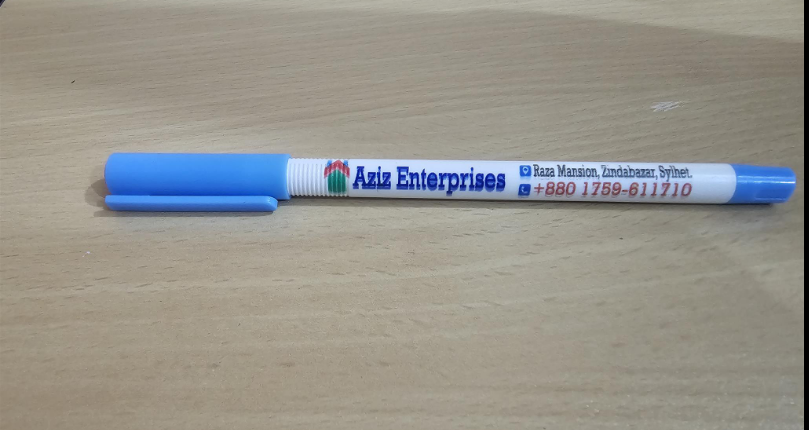 Aziz Enterprises
Raza Mansion, Zindabazar, Sylhet.
+880 1759-611710